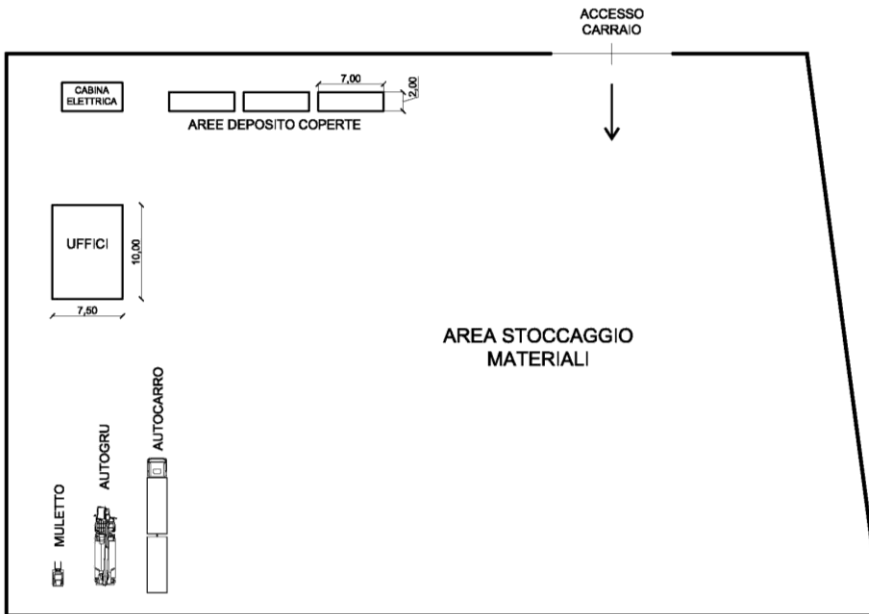 ACCESSO
CARRAIO
CABINA
ELETTRICA
7,00
2,00
AREE DEPOSITO COPERTE
UFFICI
10,00
7,50
AREA STOCCAGGIO
MATERIALI
MULETTO
AUTOGRU
AUTOCARRO